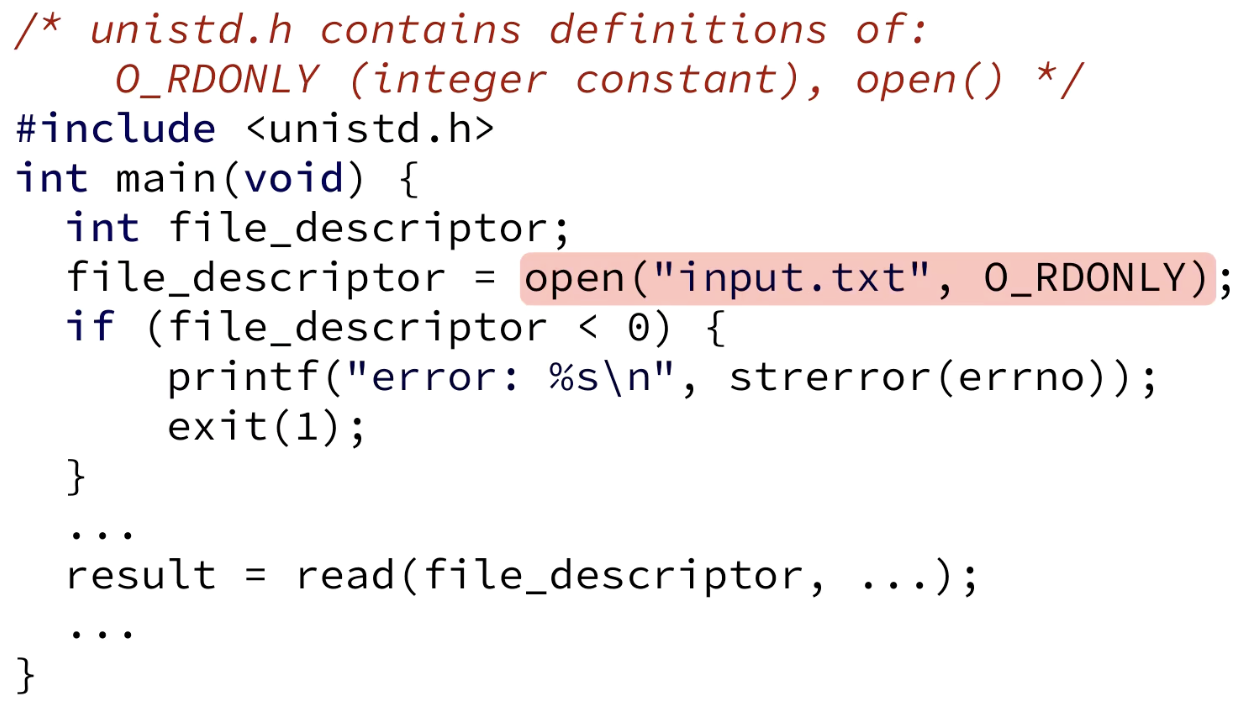 /* unistd.h contains definitions of:
    O_RDONLY (integer constant), open() */
#include <unistd.h>
int main(void) {
  int file_descriptor;
  file_descriptor = open("input.txt", O_RDONLY);
  if (file_descriptor < 0) {
      printf("error: %s\n", strerror(errno));
      exit(1);
  }
  ...
  result = read(file_descriptor, ...);
  ...
}